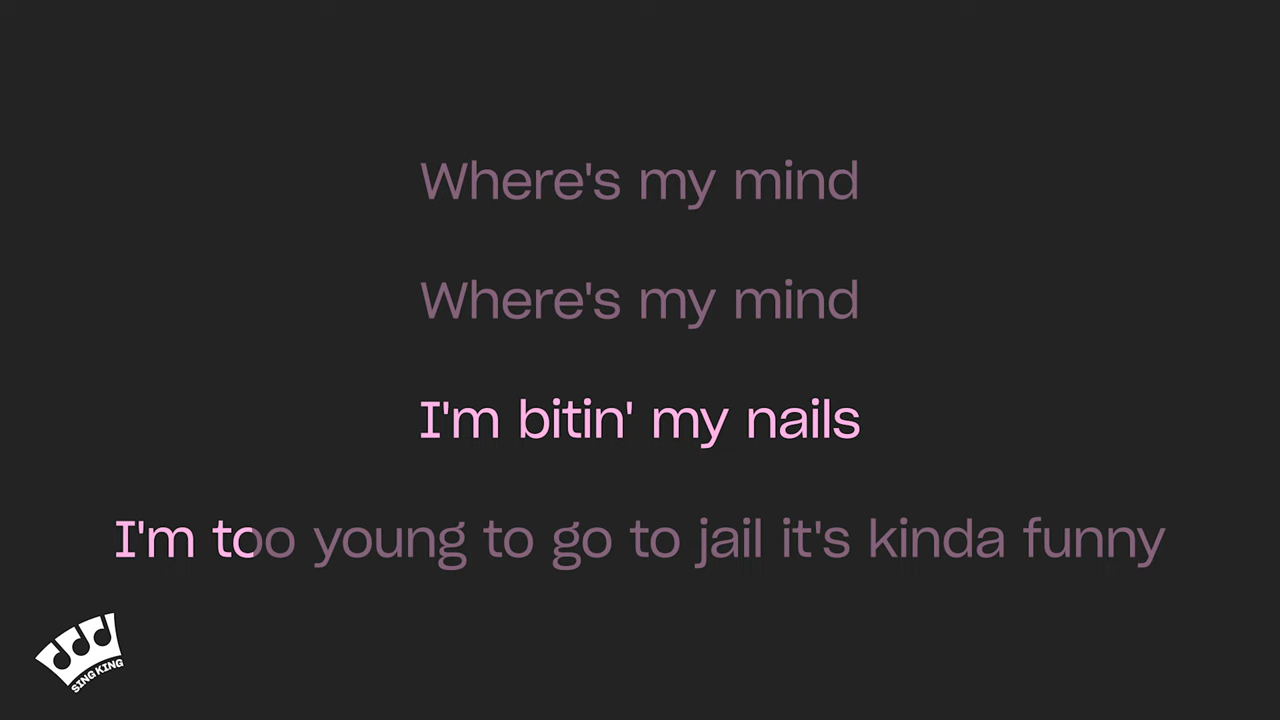 Where's my mind
Where's my mind
I'm bitin' my nails
I'm too young to go to jail it's kinda funny
SING KING